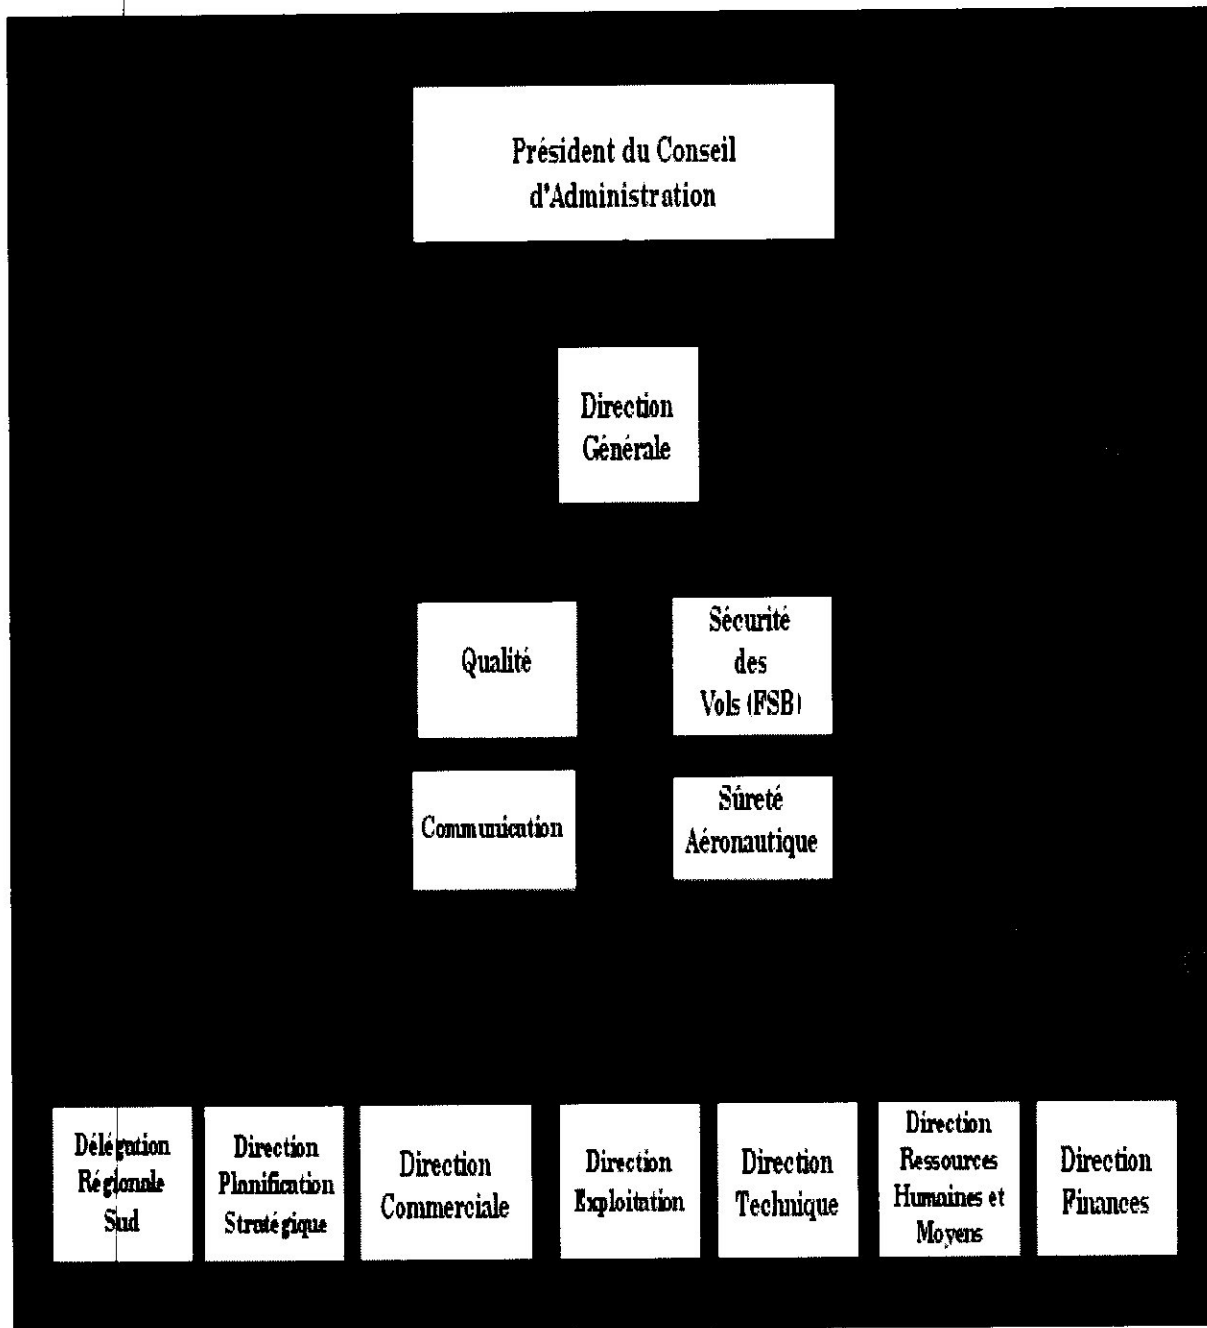 Président du Conseil
d'Administration
Direction
Générale
Qualité
Sécurité
des
Vols (FSB)
Communication
Sûreté
Aéronautique
Délégation
Régionale
Sud
Direction
Planification
Stratégique
Direction
Commerciale
Direction
Exploitation
Direction
Technique
Direction
Ressources
Humaines et
Moyens
Direction
Finances